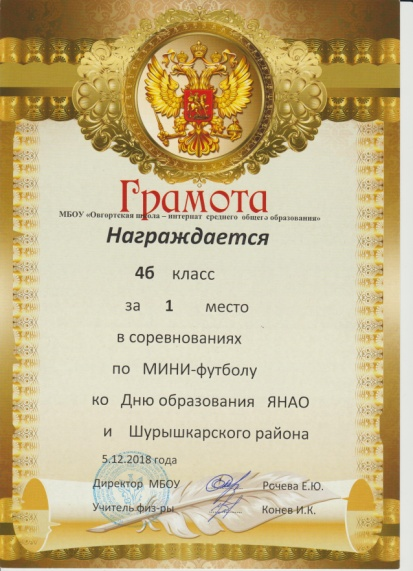 Грамота
МБОУ «Овгортская школа – интернат среднего общего образования»
Награждается
4б класс
за 1 место
в соревнованиях
по МИНИ-футболу
ко Дню образования ЯНАО
и Шурышкарского района
5.12.2018 года
Директор МБОУ Рочева Е.Ю.
Учитель физ-ры Конев И.К.